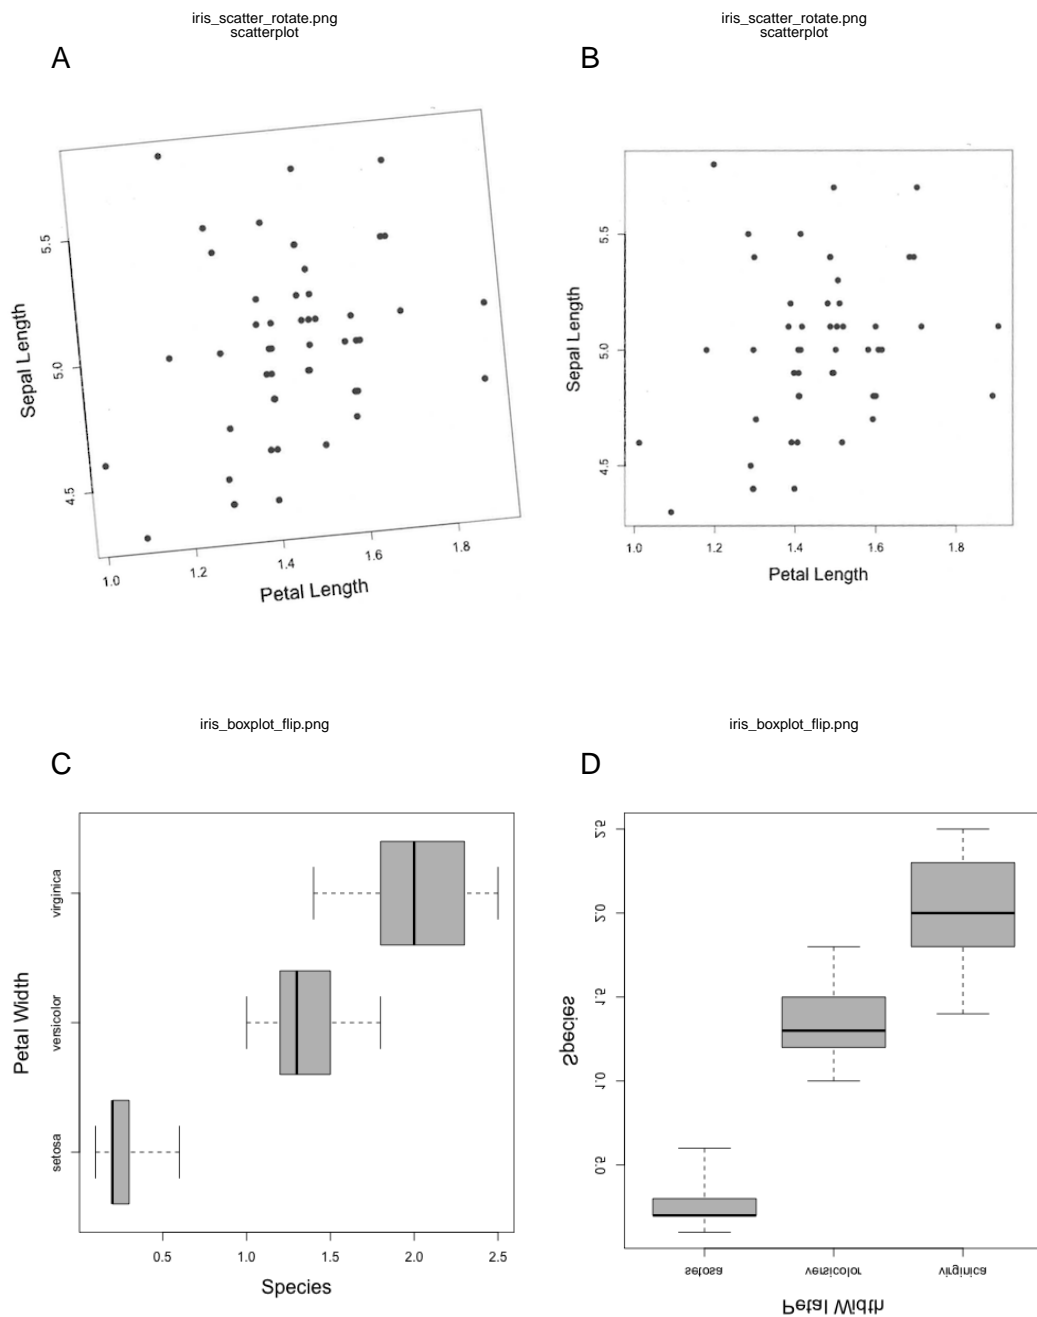 iris_scatter_rotate.png
scatterplot
A
5.5
5.0
4.5
Sepal Length
1.0 1.2 1.4 1.6 1.8
Petal Length
iris_scatter_rotate.png
scatterplot
B
5.5
5.0
4.5
Sepal Length
1.0 1.2 1.4 1.6 1.8
Petal Length
iris_boxplot_flip.png
C
virginica
versicolor
setosa
Petal Width
0.5 1.0 1.5 2.0 2.5
Species
iris_boxplot_flip.png
D
2.5
2.0
1.5
1.0
0.5
Species
setosa versicolor virginica
Petal Width